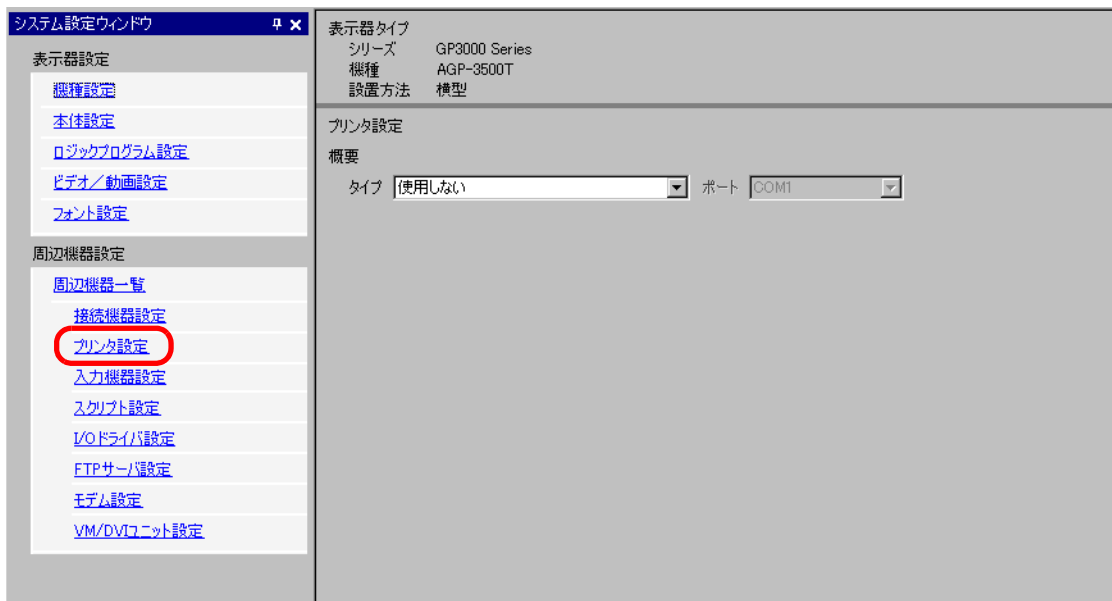 システム設定ウィンドウ
表示器設定
機種設定
本体設定
ロジックプログラム設定
ビデオ／動画設定
フォント設定
周辺機器設定
周辺機器一覧
接続機器設定
プリンタ設定
入力機器設定
スクリプト設定
I/Oドライバ設定
FTPサーバ設定
モデム設定
VM/DVIユニット設定
表示器タイプ
シリーズ GP3000 Series
機種 AGP-3500T
設置方法 横型
プリンタ設定
概要
タイプ 使用しない ポート COM1